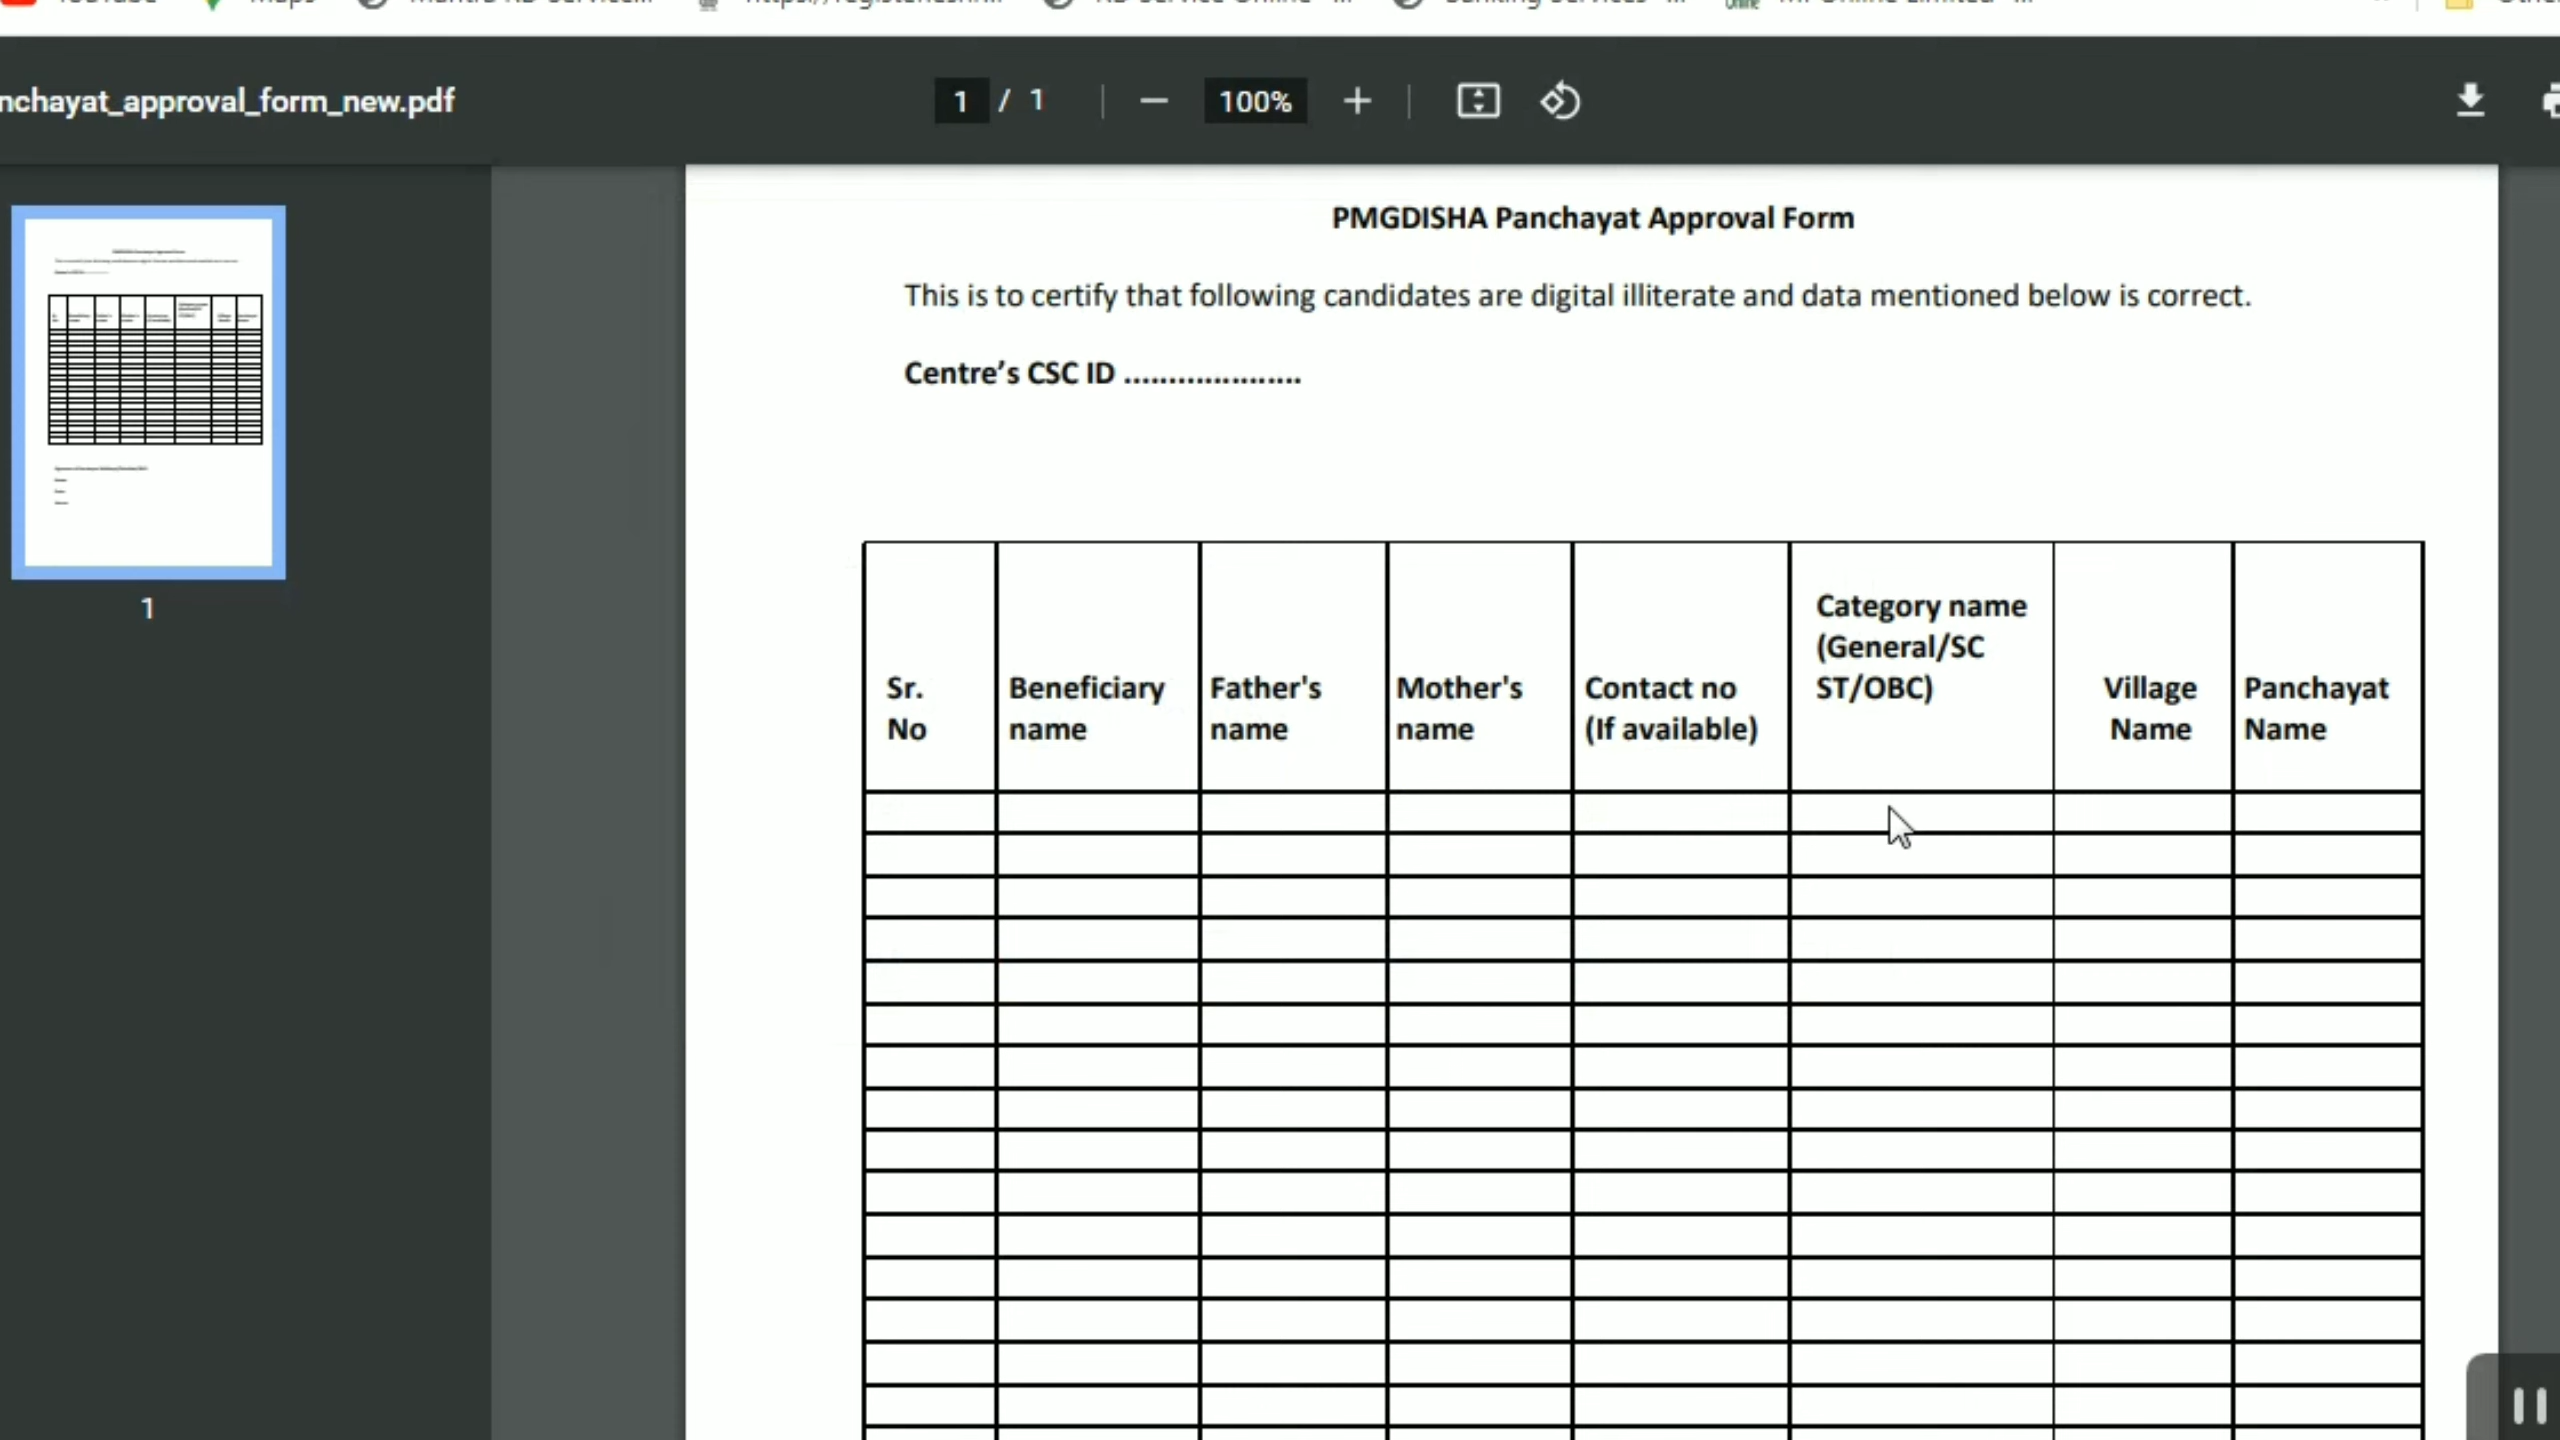 nchayat_approval_form_new.pdf
1 / 1
100%
PMGDISHA Panchayat Approval Form
This is to certify that following candidates are digital illiterate and data mentioned below is correct.
Centre’s CSC ID ....................
Sr.
No
Beneficiary
name
Father's
name
Mother's
name
Contact no
(If available)
Category name
(General/SC
ST/OBC)
Village
Name
Panchayat
Name
1